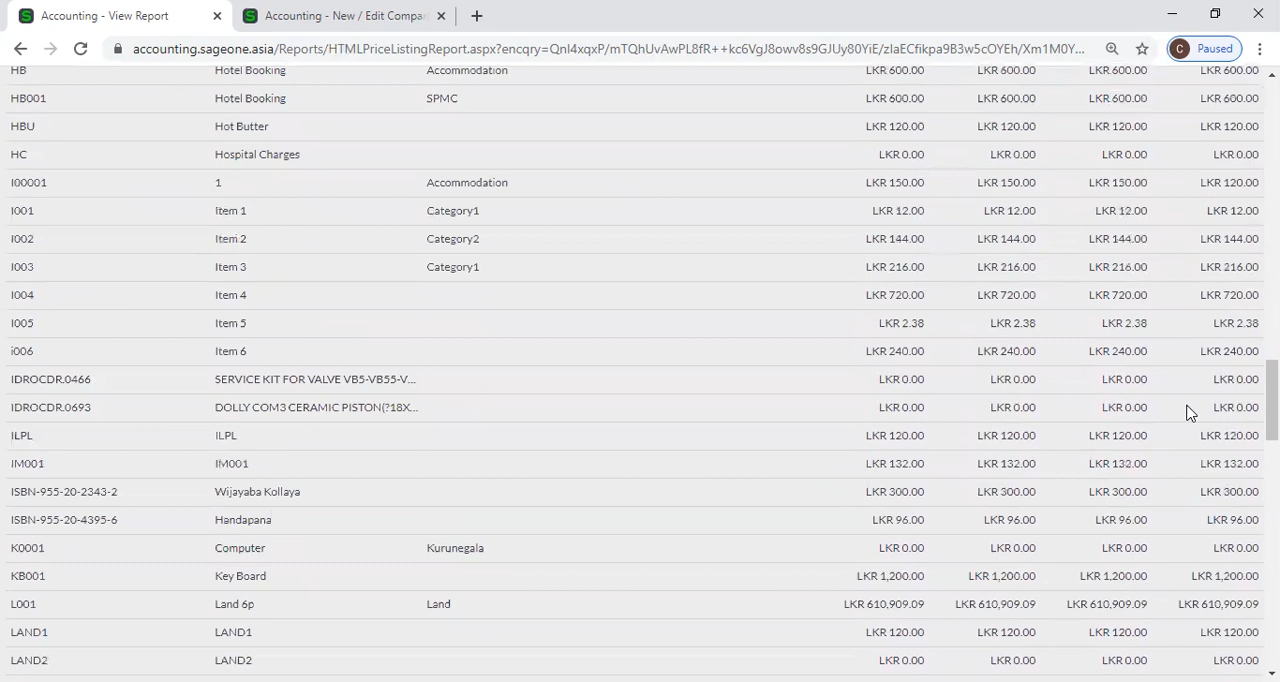 Accounting - View Report
Accounting - New / Edit Compa
accounting.sageone.asia/Reports/HTMLPriceListingReport.aspx?encqry=
C Paused
HB Hotel Booking Accommodation LKR 600.00 LKR 600.00 LKR 600.00 LKR 600.00
HB001 Hotel Booking SPMC LKR 600.00 LKR 600.00 LKR 600.00 LKR 600.00
HBU Hot Butter LKR 120.00 LKR 120.00 LKR 120.00 LKR 120.00
HC Hospital Charges LKR 0.00 LKR 0.00 LKR 0.00 LKR 0.00
I00001 1 Accommodation LKR 150.00 LKR 150.00 LKR 150.00 LKR 120.00
I001 Item 1 Category1 LKR 12.00 LKR 12.00 LKR 12.00 LKR 12.00
I002 Item 2 Category2 LKR 144.00 LKR 144.00 LKR 144.00 LKR 144.00
I003 Item 3 Category1 LKR 216.00 LKR 216.00 LKR 216.00 LKR 216.00
I004 Item 4 LKR 720.00 LKR 720.00 LKR 720.00 LKR 720.00
I005 Item 5 LKR 2.38 LKR 2.38 LKR 2.38 LKR 2.38
i006 Item 6 LKR 240.00 LKR 240.00 LKR 240.00 LKR 240.00
IDROCDR.0466 SERVICE KIT FOR VALVE VB5-VB55-V... LKR 0.00 LKR 0.00 LKR 0.00 LKR 0.00
IDROCDR.0693 DOLLY COM3 CERAMIC PISTON(?18X... LKR 0.00 LKR 0.00 LKR 0.00 LKR 0.00
ILPL ILPL LKR 120.00 LKR 120.00 LKR 120.00 LKR 120.00
IM001 IM001 LKR 132.00 LKR 132.00 LKR 132.00 LKR 132.00
ISBN-955-20-2343-2 Wijayaba Kollaya LKR 300.00 LKR 300.00 LKR 300.00 LKR 300.00
ISBN-955-20-4395-6 Handapana LKR 96.00 LKR 96.00 LKR 96.00 LKR 96.00
K0001 Computer Kurunegala LKR 0.00 LKR 0.00 LKR 0.00 LKR 0.00
KB001 Key Board LKR 1,200.00 LKR 1,200.00 LKR 1,200.00 LKR 1,200.00
L001 Land 6p Land LKR 610,909.09 LKR 610,909.09 LKR 610,909.09 LKR 610,909.09
LAND1 LAND1 LKR 120.00 LKR 120.00 LKR 120.00 LKR 120.00
LAND2 LAND2 LKR 0.00 LKR 0.00 LKR 0.00 LKR 0.00